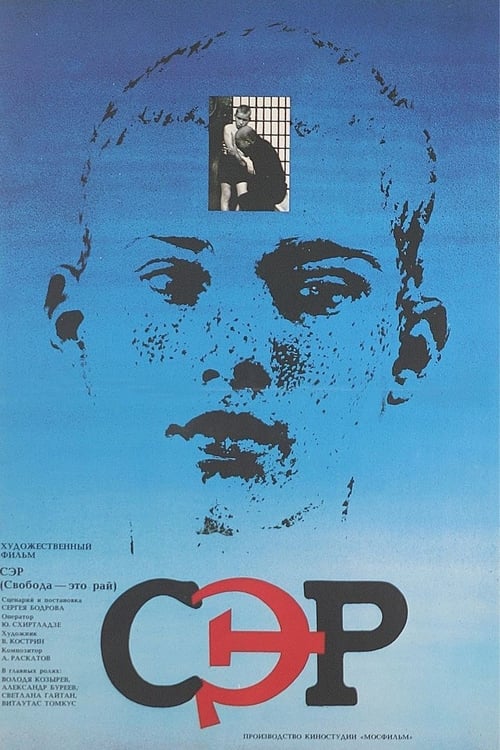 ХУДОЖЕСТВЕННЫЙ
ФИЛЬМ
СЭР
(Свобода — это рай)
Сценарий и постановка
СЕРГЕЯ БОДРОВА
Оператор
Ю. СХИРТЛАДЗЕ
Художник
В. КОСТРИН
Композитор
А. РАСКАТОВ
В главных ролях:
ВОЛОДЯ КОЗЫРЕВ,
АЛЕКСАНДР БУРЕЕВ,
СВЕТЛАНА ГАЙТАН,
ВИТАУТАС ТОМКУС
СЭР
ПРОИЗВОДСТВО КИНОСТУДИИ «МОСФИЛЬМ»